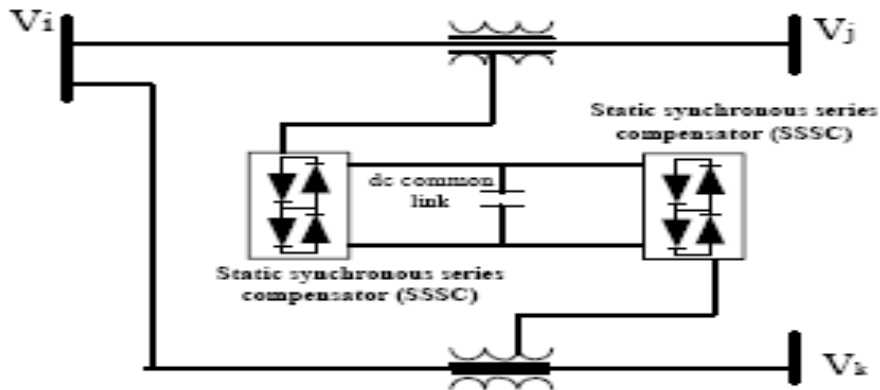 Vi
Vj
Static synchronous series
compensator (SSSC)
dc common
link
Static synchronous series
compensator (SSSC)
Vk